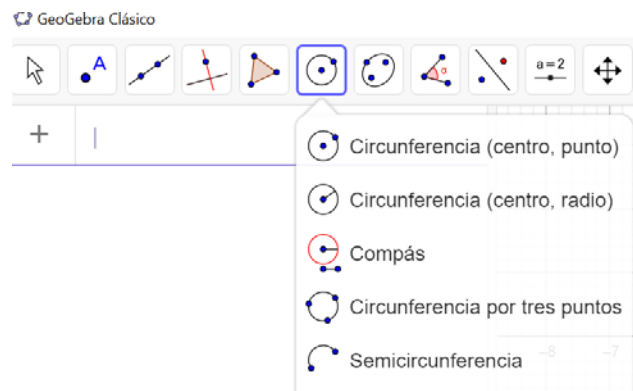 GeoGebra Clásico
A
α
a = 2
+
Circunferencia (centro, punto)
Circunferencia (centro, radio)
Compás
Circunferencia por tres puntos
Semicircunferencia
-8
-7